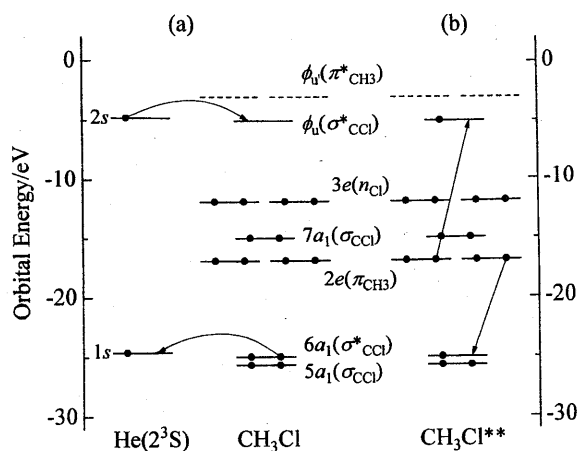 (a)
(b)
0
-10
-20
-30
Orbital Energy/eV
2s
1s
ϕu'(π*CH3)
ϕu(σ*CCl)
3e(nCl)
7a1(σCCl)
2e(πCH3)
6a1(σ*CCl)
5a1(σCCl)
0
-10
-20
-30
He(2³S)
CH3Cl
CH3Cl**